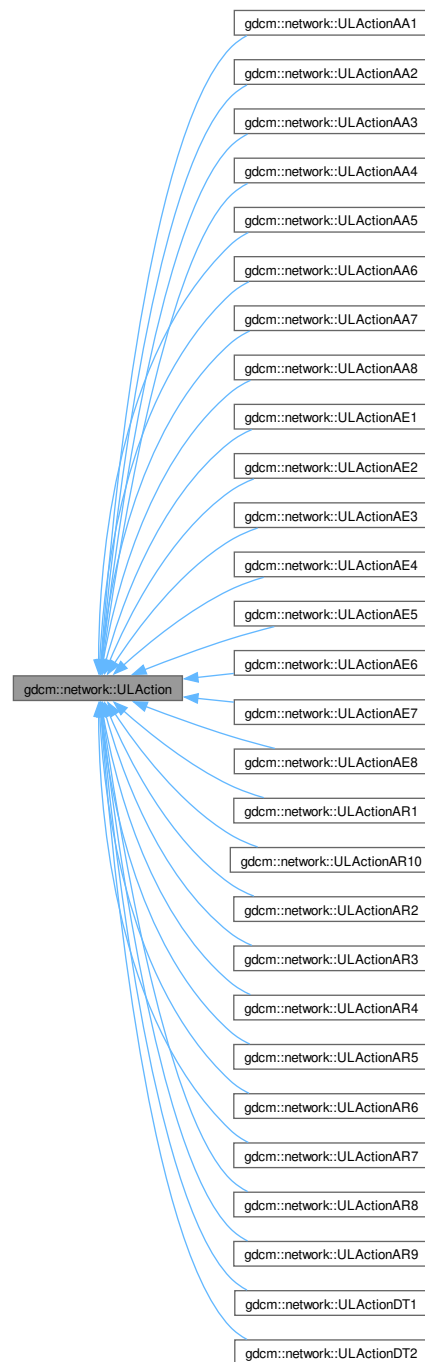 gdcm::network::ULActionAA1
gdcm::network::ULActionAA2
gdcm::network::ULActionAA3
gdcm::network::ULActionAA4
gdcm::network::ULActionAA5
gdcm::network::ULActionAA6
gdcm::network::ULActionAA7
gdcm::network::ULActionAA8
gdcm::network::ULActionAE1
gdcm::network::ULActionAE2
gdcm::network::ULActionAE3
gdcm::network::ULActionAE4
gdcm::network::ULActionAE5
gdcm::network::ULActionAE6
gdcm::network::ULAction
gdcm::network::ULActionAE7
gdcm::network::ULActionAE8
gdcm::network::ULActionAR1
gdcm::network::ULActionAR10
gdcm::network::ULActionAR2
gdcm::network::ULActionAR3
gdcm::network::ULActionAR4
gdcm::network::ULActionAR5
gdcm::network::ULActionAR6
gdcm::network::ULActionAR7
gdcm::network::ULActionAR8
gdcm::network::ULActionAR9
gdcm::network::ULActionDT1
gdcm::network::ULActionDT2